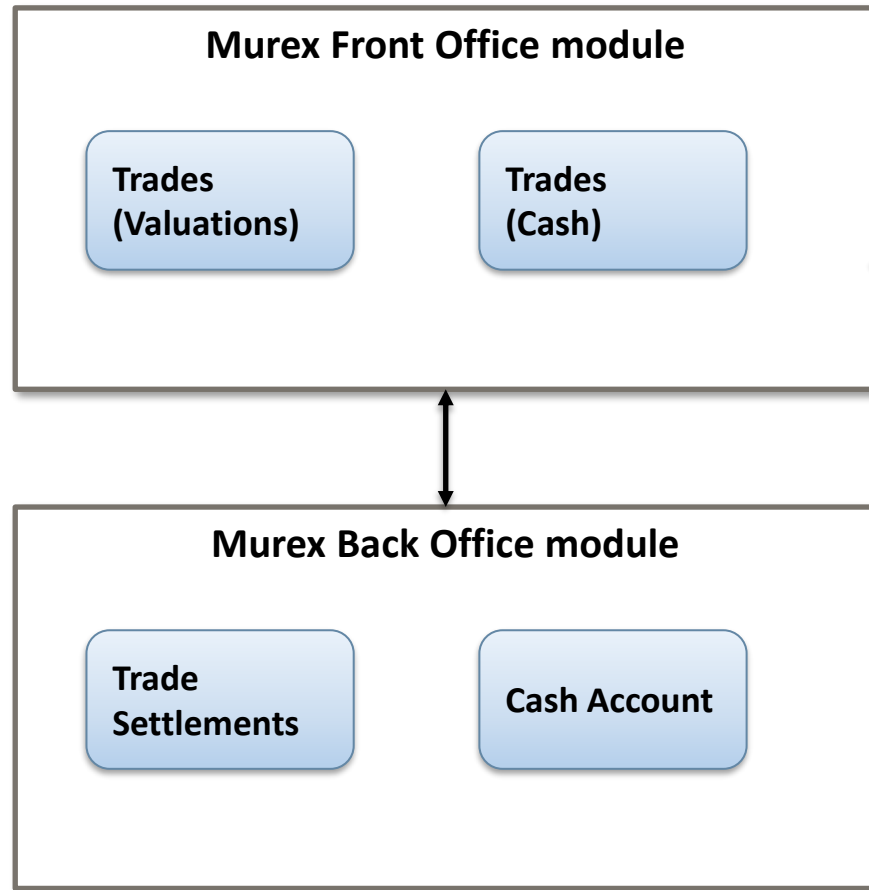 Murex Front Office module
Trades
(Valuations)
Trades
(Cash)
Murex Back Office module
Trade
Settlements
Cash Account